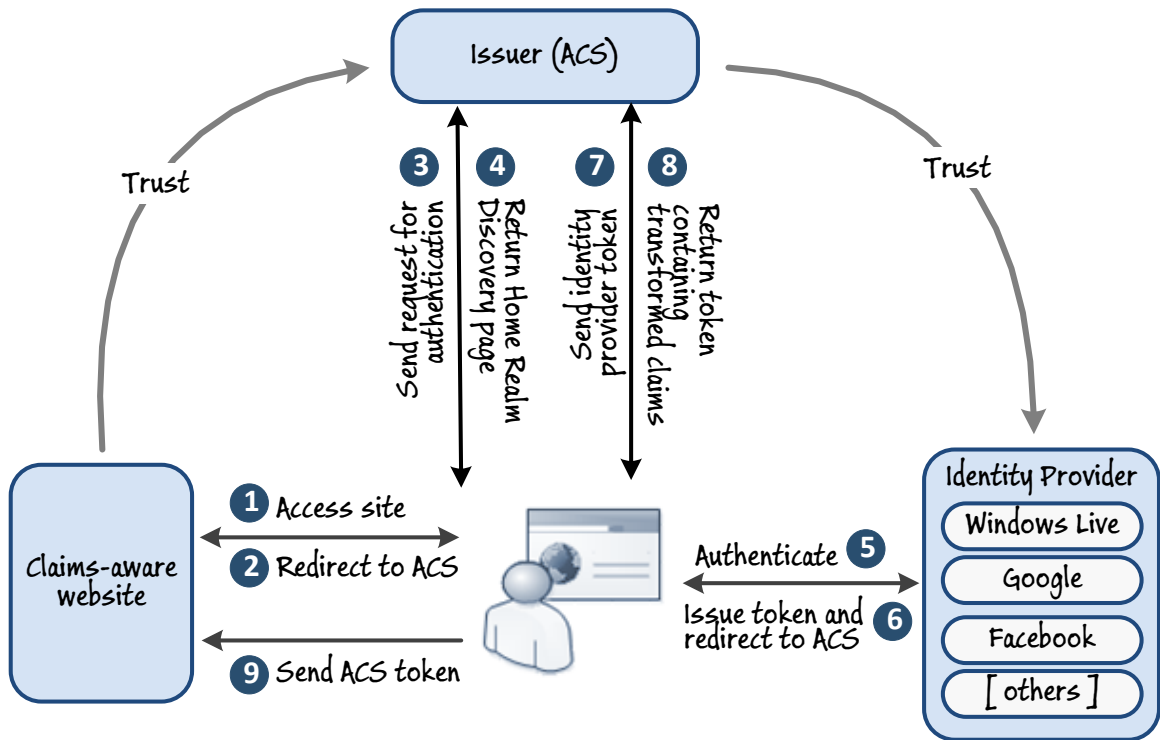 Issuer (ACS)
Trust
Trust
3
Send request for
authentication
4
Return Home Realm
Discovery page
7
Send identity
provider token
8
Return token
containing
transformed claims
Claims-aware
website
1 Access site
2 Redirect to ACS
9 Send ACS token
Authenticate 5
Issue token and
redirect to ACS
6
Identity Provider
Windows Live
Google
Facebook
[ others ]